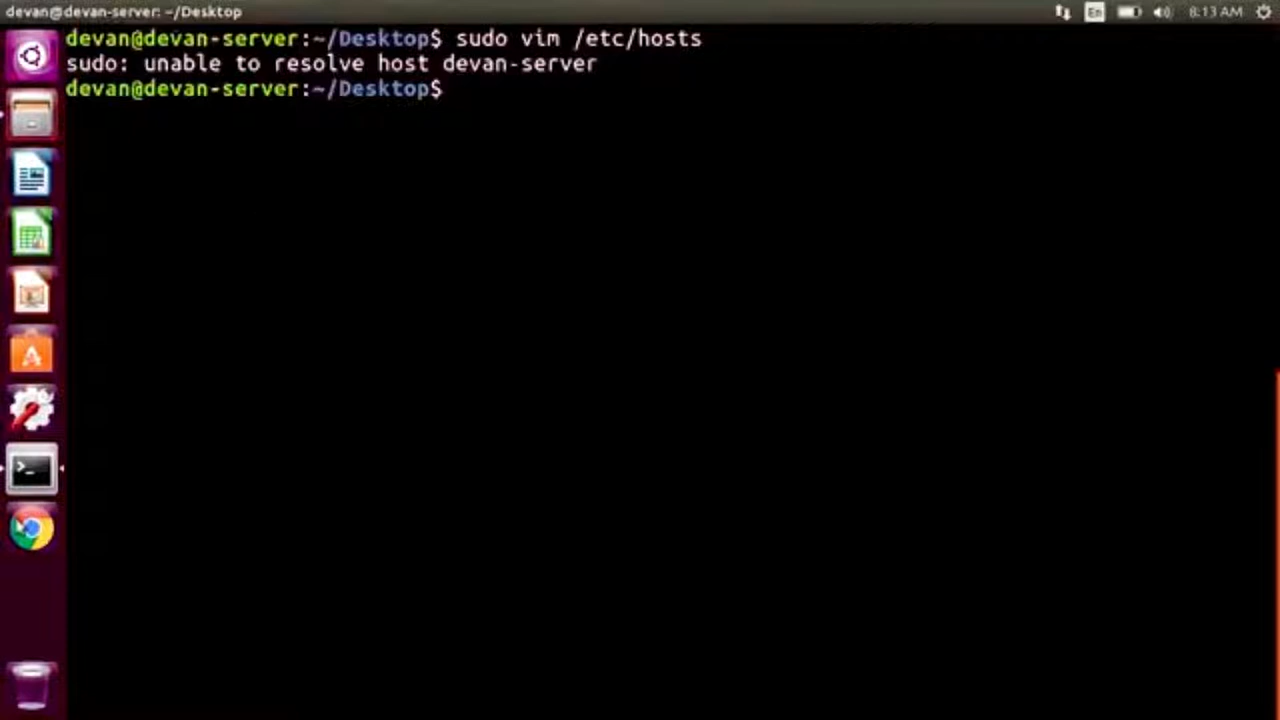 devan@devan-server: ~/Desktop
En
8:13 AM
devan@devan-server:~/Desktop$ sudo vim /etc/hosts
sudo: unable to resolve host devan-server
devan@devan-server:~/Desktop$